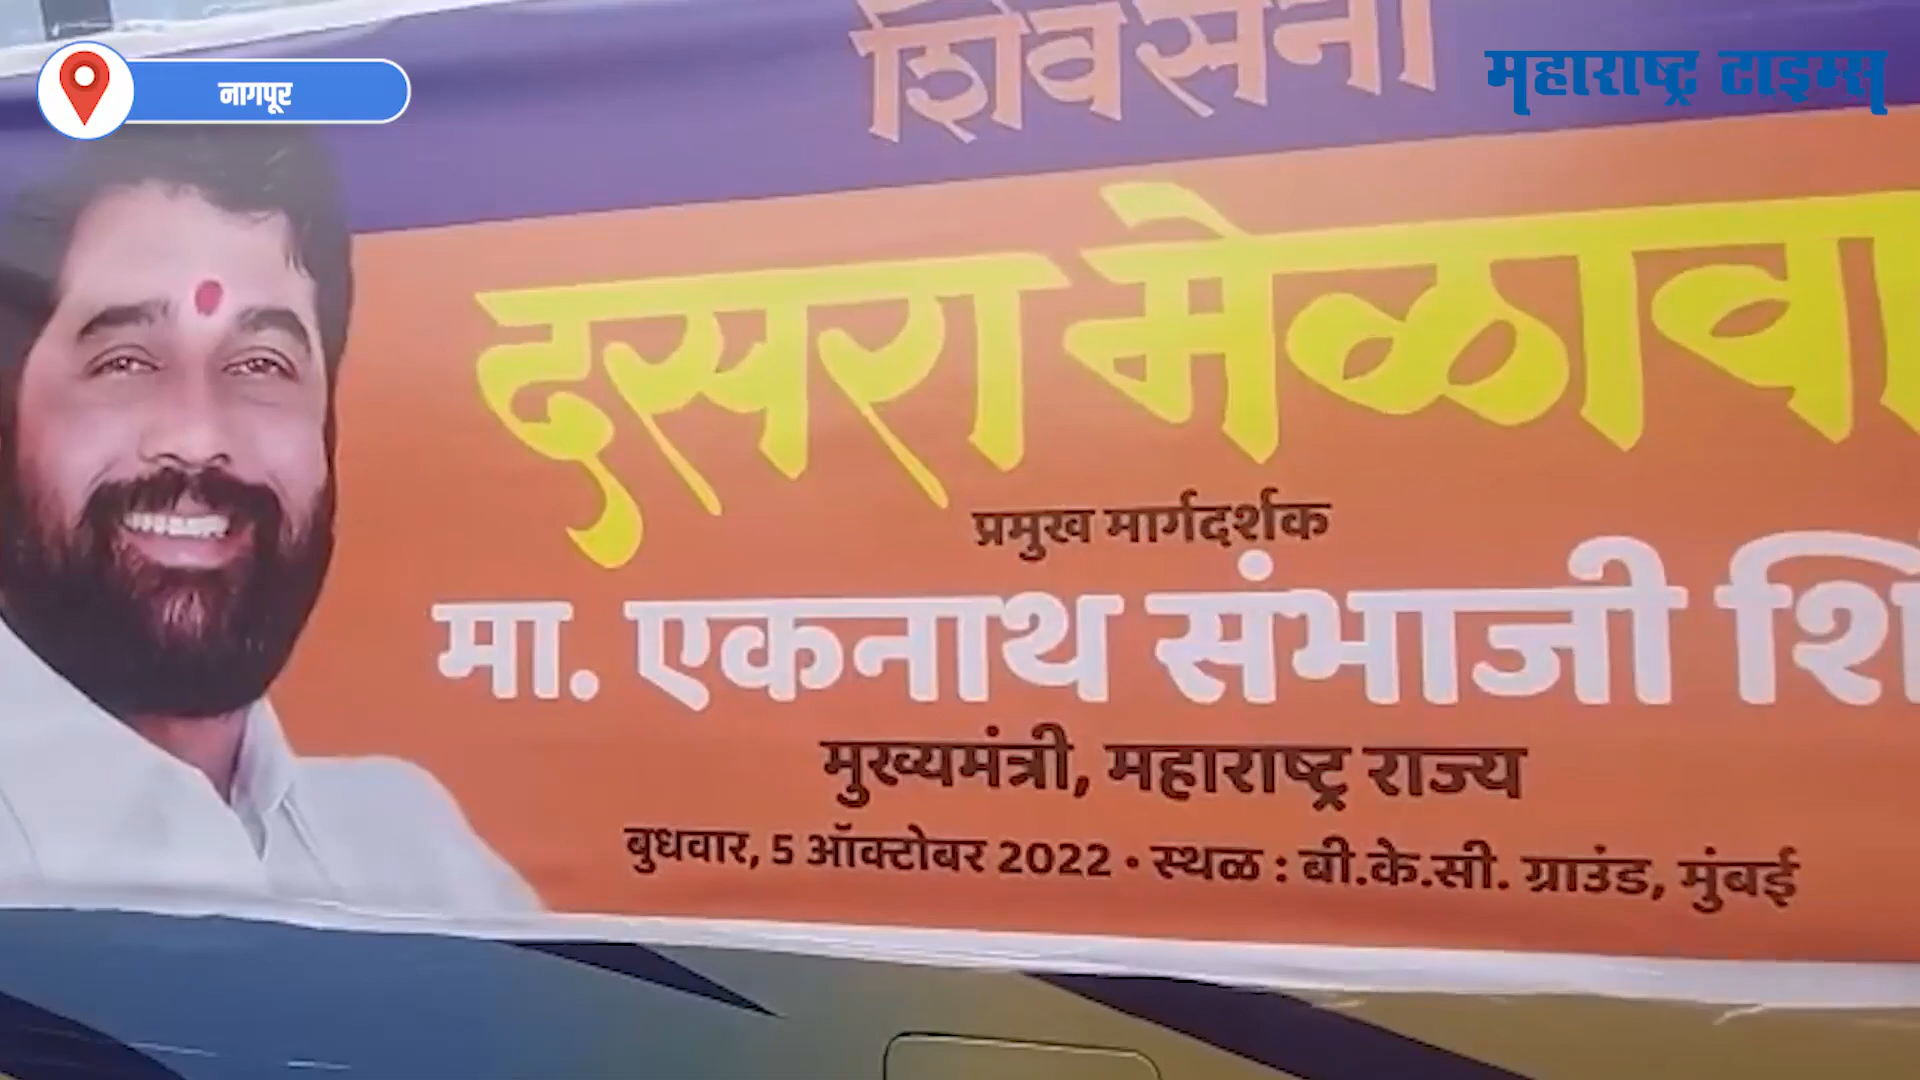 नागपूर
महाराष्ट्र टाइम्स
शिवसेना
दसरा मेळावा
प्रमुख मार्गदर्शक
मा. एकनाथ संभाजी
मुख्यमंत्री, महाराष्ट्र राज्य
बुधवार, 5 ऑक्टोबर 2022 • स्थळ : बी.के.सी. ग्राउंड, मुंबई